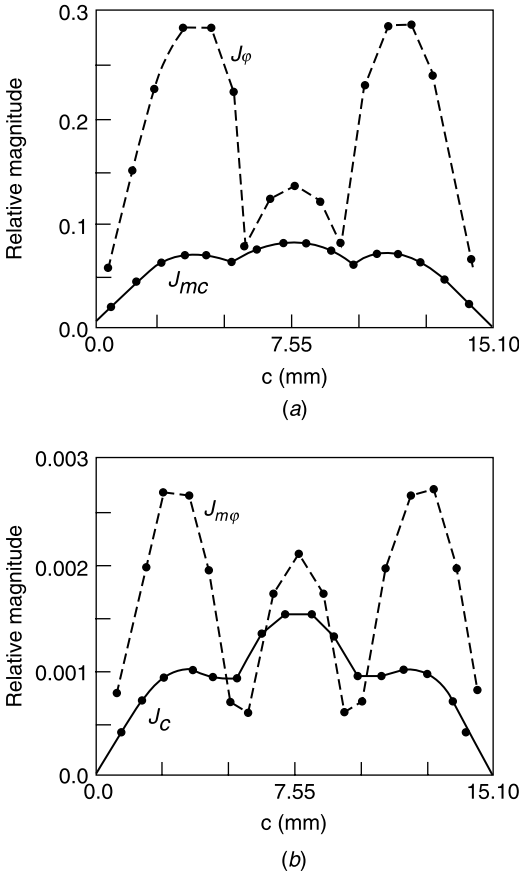 0.3
Jφ
0.2
Relative magnitude
0.1
Jmc
0.0
0.0 7.55 15.10
c (mm)
(a)
0.003
Jmφ
0.002
Relative magnitude
0.001
Jc
0.0
0.0 7.55 15.10
c (mm)
(b)